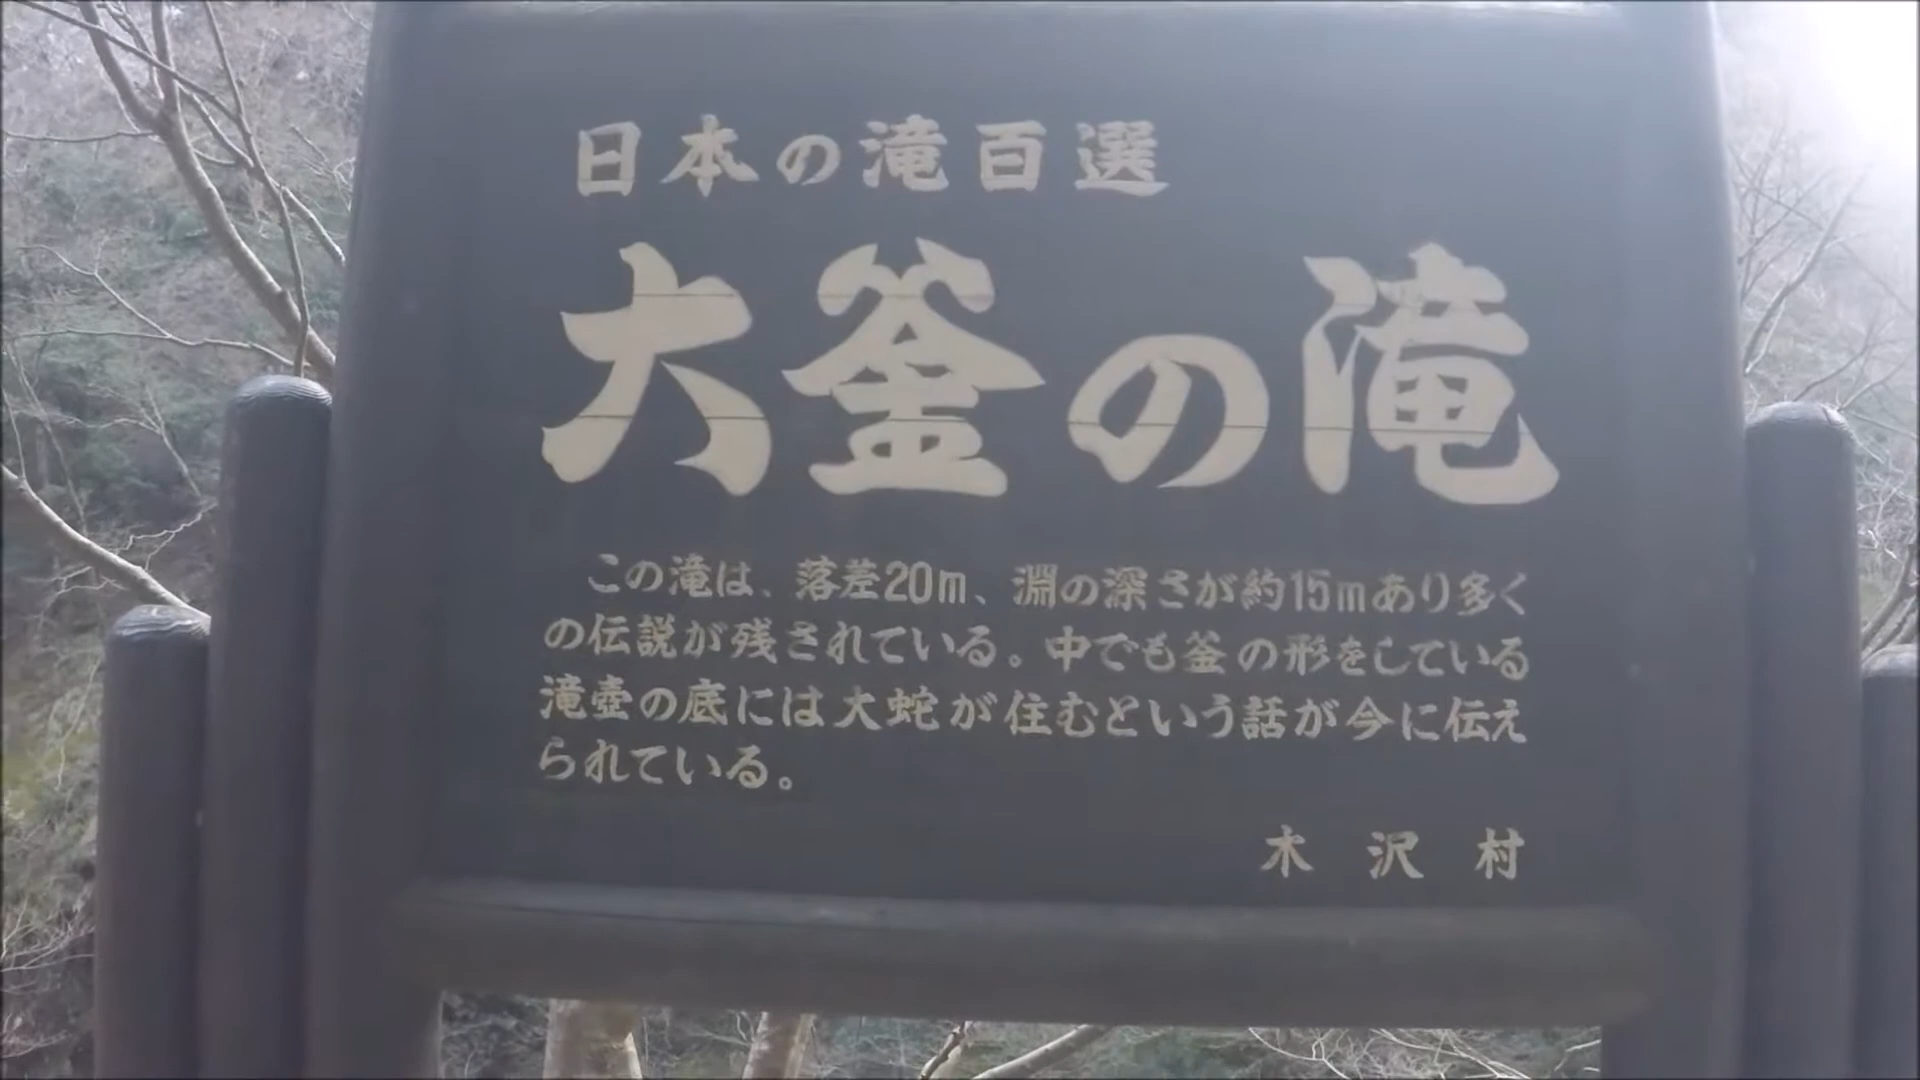 日本の滝百選
大釜の滝
この滝は、落差20m、淵の深さが約15mあり多く
の伝説が残されている。中でも釜の形をしている
滝壺の底には大蛇が住むという話が今に伝え
られている。
木沢村